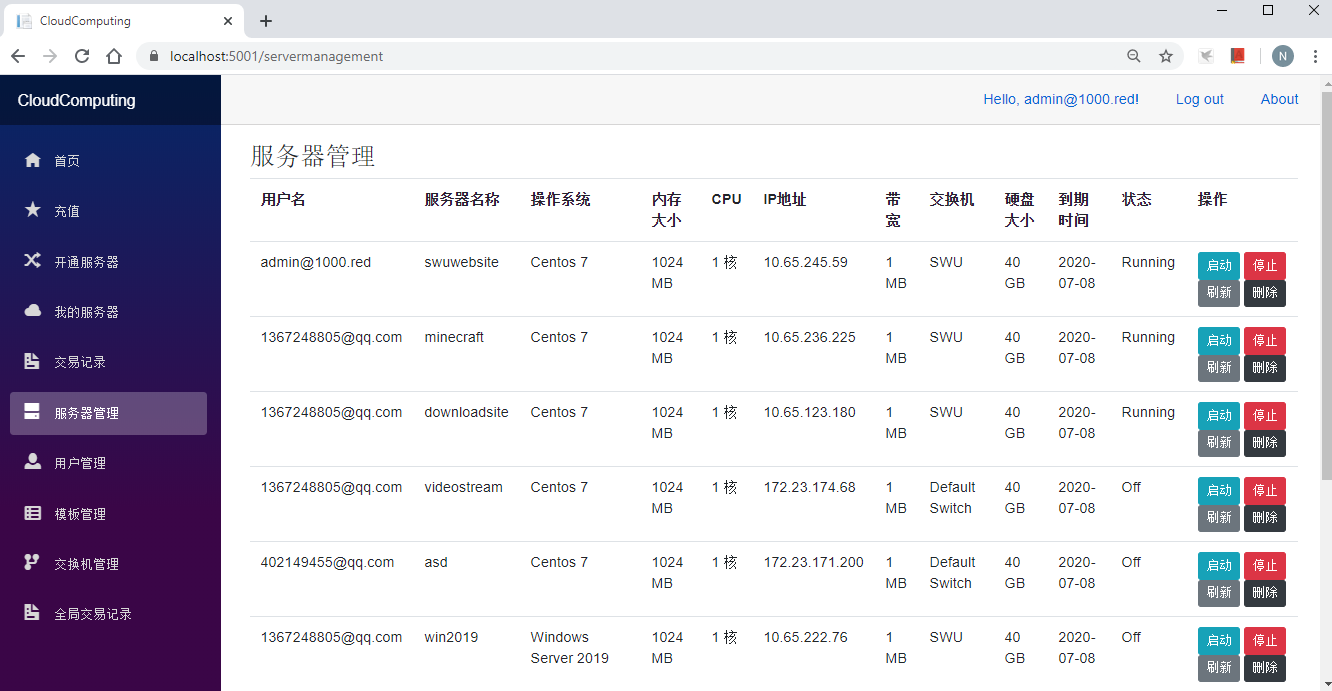 CloudComputing
localhost:5001/servermanagement
N
CloudComputing
Hello, admin@1000.red! Log out About
首页
充值
开通服务器
我的服务器
交易记录
服务器管理
用户管理
模板管理
交换机管理
全局交易记录
服务器管理
用户名 服务器名称 操作系统 内存 CPU IP地址 带 交换机 硬盘 到期 状态 操作
大小 宽 大小 时间
admin@1000.red swuwebsite Centos 7 1024 1 核 10.65.245.59 1 SWU 40 2020- Running 启动 停止
MB MB GB 07-08 刷新 删除
1367248805@qq.com minecraft Centos 7 1024 1 核 10.65.236.225 1 SWU 40 2020- Running 启动 停止
MB MB GB 07-08 刷新 删除
1367248805@qq.com downloadsite Centos 7 1024 1 核 10.65.123.180 1 SWU 40 2020- Running 启动 停止
MB MB GB 07-08 刷新 删除
1367248805@qq.com videostream Centos 7 1024 1 核 172.23.174.68 1 Default 40 2020- Off 启动 停止
MB MB Switch GB 07-08 刷新 删除
402149455@qq.com asd Centos 7 1024 1 核 172.23.171.200 1 Default 40 2020- Off 启动 停止
MB MB Switch GB 07-08 刷新 删除
1367248805@qq.com win2019 Windows 1024 1 核 10.65.222.76 1 SWU 40 2020- Off 启动 停止
Server 2019 MB MB GB 07-08 刷新 删除